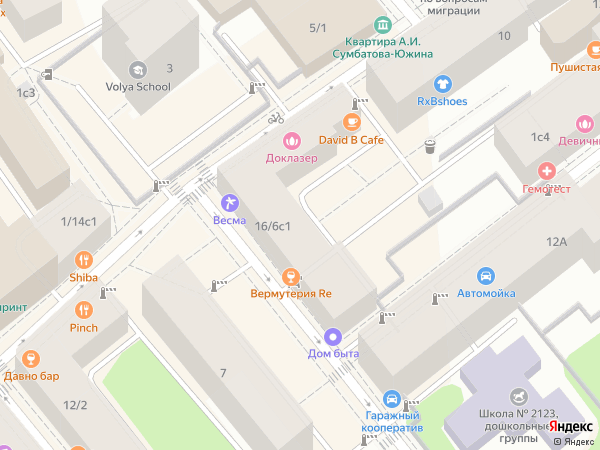 по вопросам
миграции
5/1
Квартира А.И.
Сумбатова-Южина
10
Пушистая
3
Volya School
1с3
RxBshoes
David B Cafe
Доклазер
1с4
Девичн
Гемотест
Весма
16/6с1
1/14с1
12А
Shiba
Вермутерия Re
Автомойка
принт
Pinch
Дом быта
Давно бар
7
12/2
Гаражный
кооператив
Школа № 2123,
дошкольные
группы
Яндекс
© Яндекс